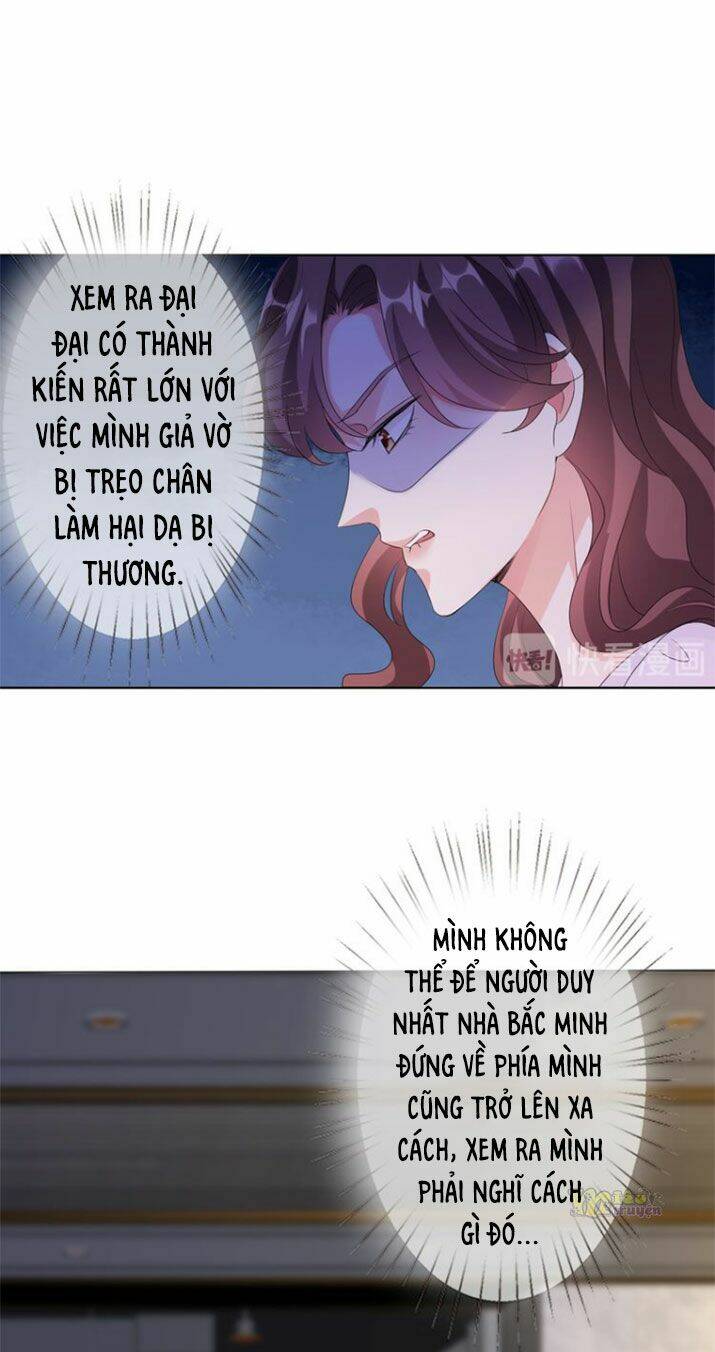 XEM RA ĐẠI
ĐẠI CÓ THÀNH
KIẾN RẤT LỚN VỚI
VIỆC MÌNH GIẢ VỜ
BỊ TRẸO CHÂN
LÀM HẠI DẠ BỊ
THƯƠNG.
快看! 快看漫画
MÌNH KHÔNG
THỂ ĐỂ NGƯỜI DUY
NHẤT NHÀ BẮC MINH
ĐỨNG VỀ PHÍA MÌNH
CŨNG TRỞ LÊN XA
CÁCH, XEM RA MÌNH
PHẢI NGHĨ CÁCH
GÌ ĐÓ...
truyện